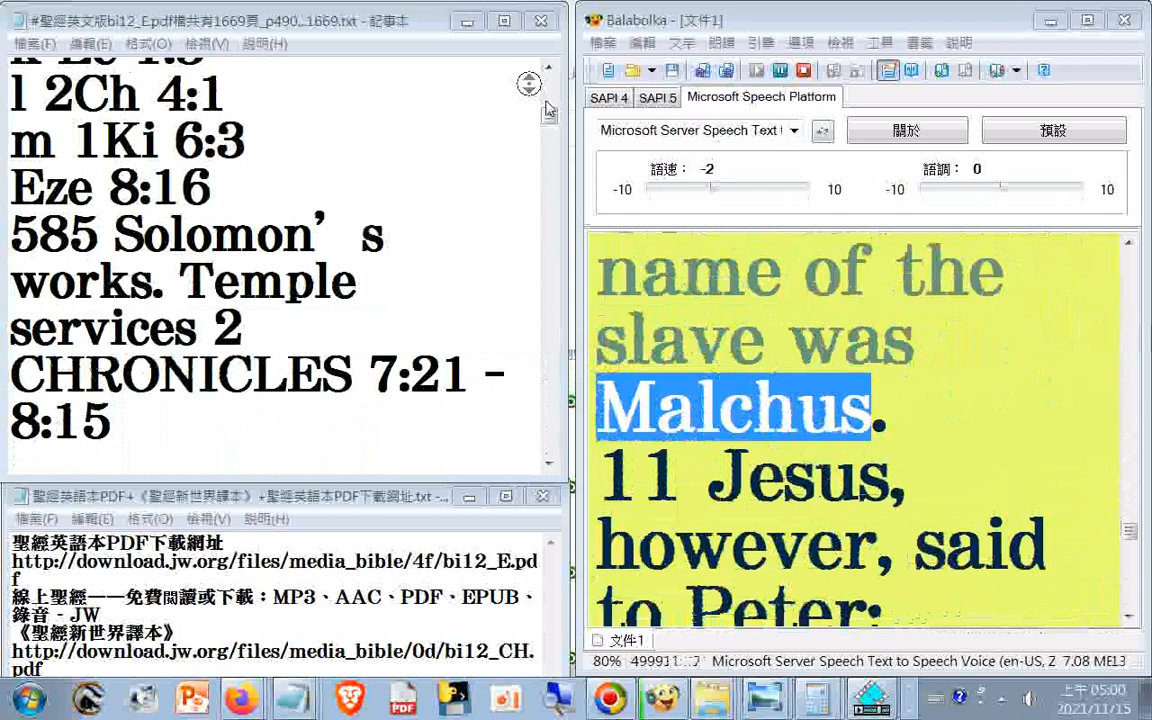 #聖經英文版bi12_E.pdf檔共有1669頁_p490...1669.txt - 記事本
檔案(F) 編輯(E) 格式(O) 檢視(V) 說明(H)
l 2Ch 4:1
m 1Ki 6:3
Eze 8:16
585 Solomon’s
works. Temple
services 2
CHRONICLES 7:21 -
8:15
聖經英語本PDF+《聖經新世界譯本》+聖經英語本PDF下載網址.txt -...
檔案(F) 編輯(E) 格式(O) 檢視(V) 說明(H)
聖經英語本PDF下載網址
http://download.jw.org/files/media_bible/4f/bi12_E.pd
f
線上聖經——免費閱讀或下載：MP3、AAC、PDF、EPUB、
錄音 - JW
《聖經新世界譯本》
http://download.jw.org/files/media_bible/0d/bi12_CH.
pdf
Balabolka - [文件1]
檔案 編輯 文字 朗讀 引擎 選項 檢視 工具 書籤 說明
SAPI 4 SAPI 5 Microsoft Speech Platform
Microsoft Server Speech Text 關於 預設
語速： -2 語調： 0
-10 10 -10 10
name of the
slave was
Malchus.
11 Jesus,
however, said
to Peter:
文件1
80% Microsoft Server Speech Text to Speech Voice (en-US, Z 7.08 МБ
上午 05:00
2021/11/15